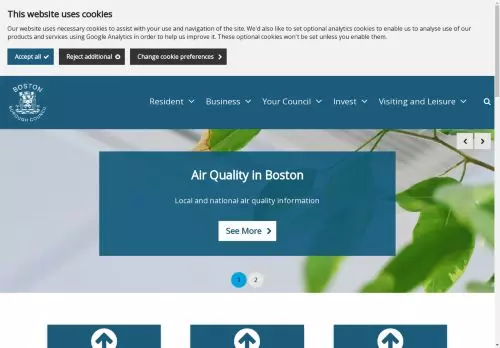 This website uses cookies
Our website uses necessary cookies to assist with your use and navigation of the site. We'd also like to set optional analytics cookies to enable us to analyse use of our
products and services using Google Analytics in order to help us improve it. These optional cookies won't be set unless you enable them.
Accept all
Reject additional
Change cookie preferences
BOSTON
BOROUGH COUNCIL
Resident
Business
Your Council
Invest
Visiting and Leisure
Air Quality in Boston
Local and national air quality information
See More
1
2